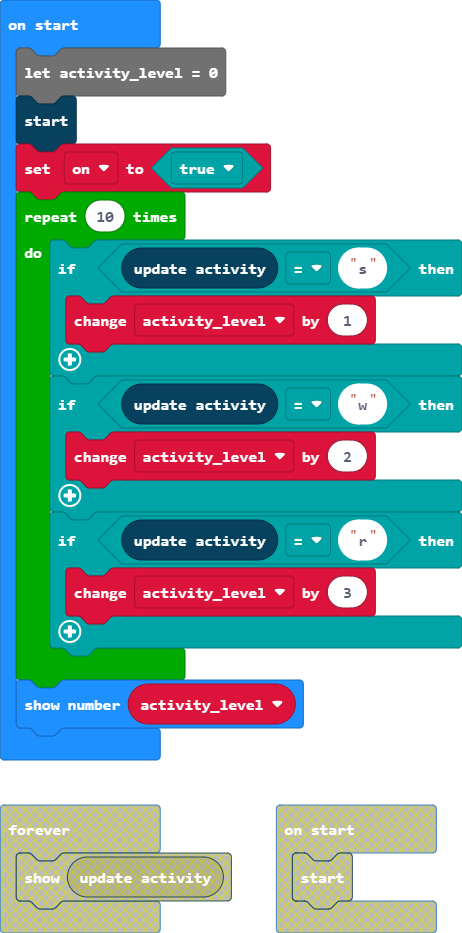 on start
let activity_level = 0
start
set on to true
repeat 10 times
do
if update activity = "s" then
change activity_level by 1
if update activity = "w" then
change activity_level by 2
if update activity = "r" then
change activity_level by 3
show number activity_level
forever
show update activity
on start
start